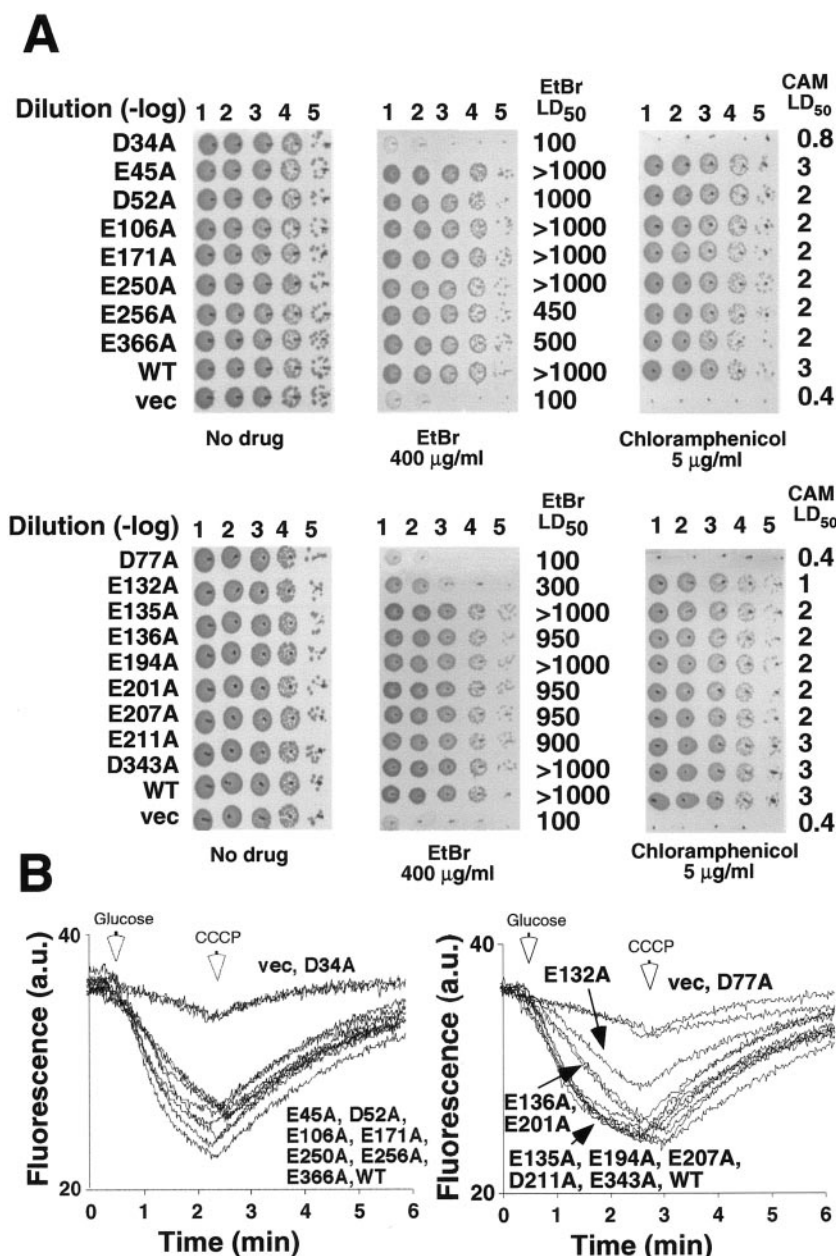 A
Dilution (-log) 1 2 3 4 5
EtBr LD50
1 2 3 4 5
CAM LD50
1 2 3 4 5
D34A 100 0.8
E45A >1000 3
D52A 1000 2
E106A >1000 2
E171A >1000 2
E250A >1000 2
E256A 450 2
E366A 500 2
WT >1000 3
vec 100 0.4
No drug
EtBr
400 µg/ml
Chloramphenicol
5 µg/ml
Dilution (-log) 1 2 3 4 5
EtBr LD50
1 2 3 4 5
CAM LD50
1 2 3 4 5
D77A 100 0.4
E132A 300 1
E135A >1000 2
E136A 950 2
E194A >1000 2
E201A 950 2
E207A 950 2
E211A 900 3
D343A >1000 3
WT >1000 3
vec 100 0.4
No drug
EtBr
400 µg/ml
Chloramphenicol
5 µg/ml
B
Fluorescence (a.u.)
40
20
Glucose
CCCP
vec, D34A
E45A, D52A,
E106A, E171A,
E250A, E256A,
E366A, WT
0 1 2 3 4 5 6
Time (min)
Fluorescence (a.u.)
40
20
Glucose
CCCP
E132A
vec, D77A
E136A,
E201A
E135A, E194A, E207A,
D211A, E343A, WT
0 1 2 3 4 5 6
Time (min)